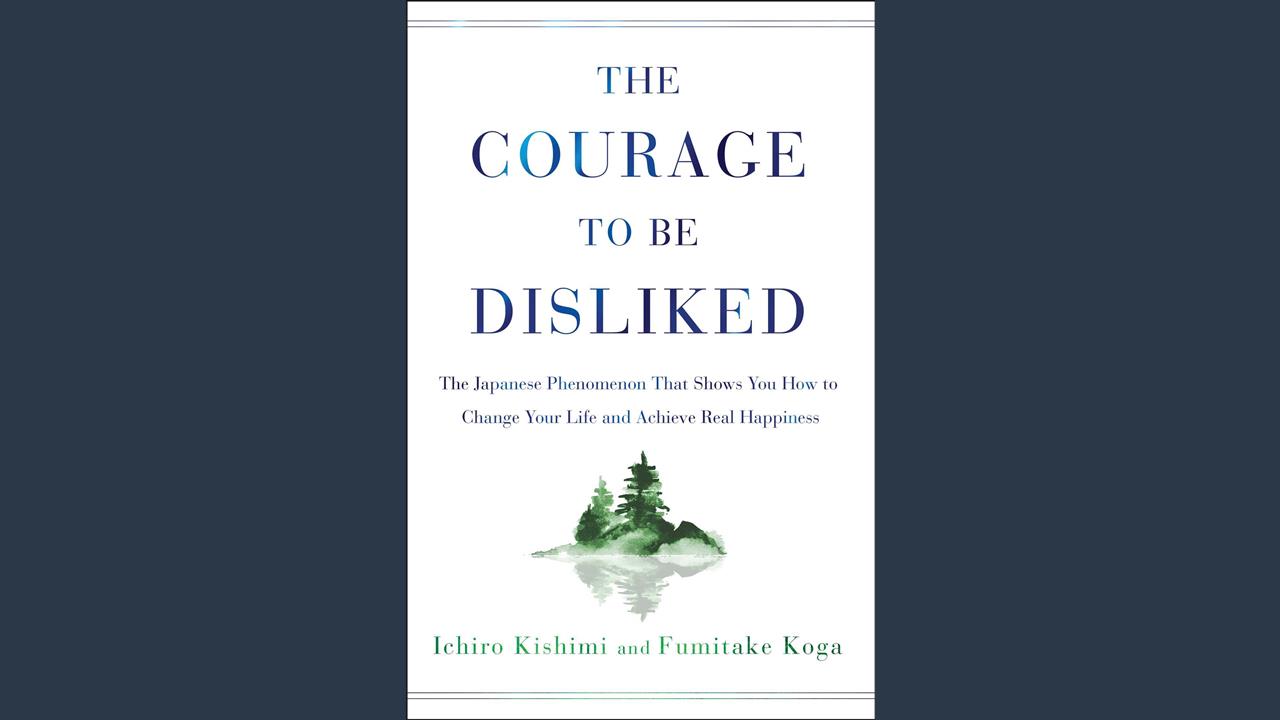 THE
COURAGE
TO BE
DISLIKED
The Japanese Phenomenon That Shows You How to
Change Your Life and Achieve Real Happiness
Ichiro Kishimi and Fumitake Koga